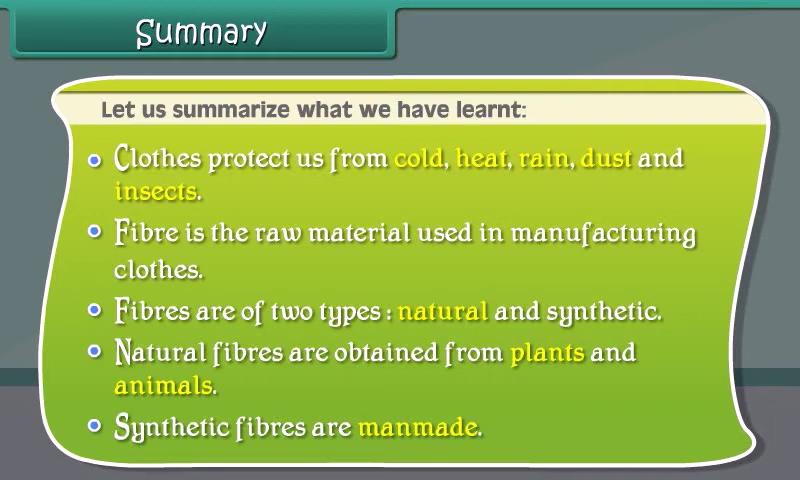 Summary
Let us summarize what we have learnt:
Clothes protect us from cold, heat, rain, dust and
insects.
Fibre is the raw material used in manufacturing
clothes.
Fibres are of two types : natural and synthetic.
Natural fibres are obtained from plants and
animals.
Synthetic fibres are manmade.